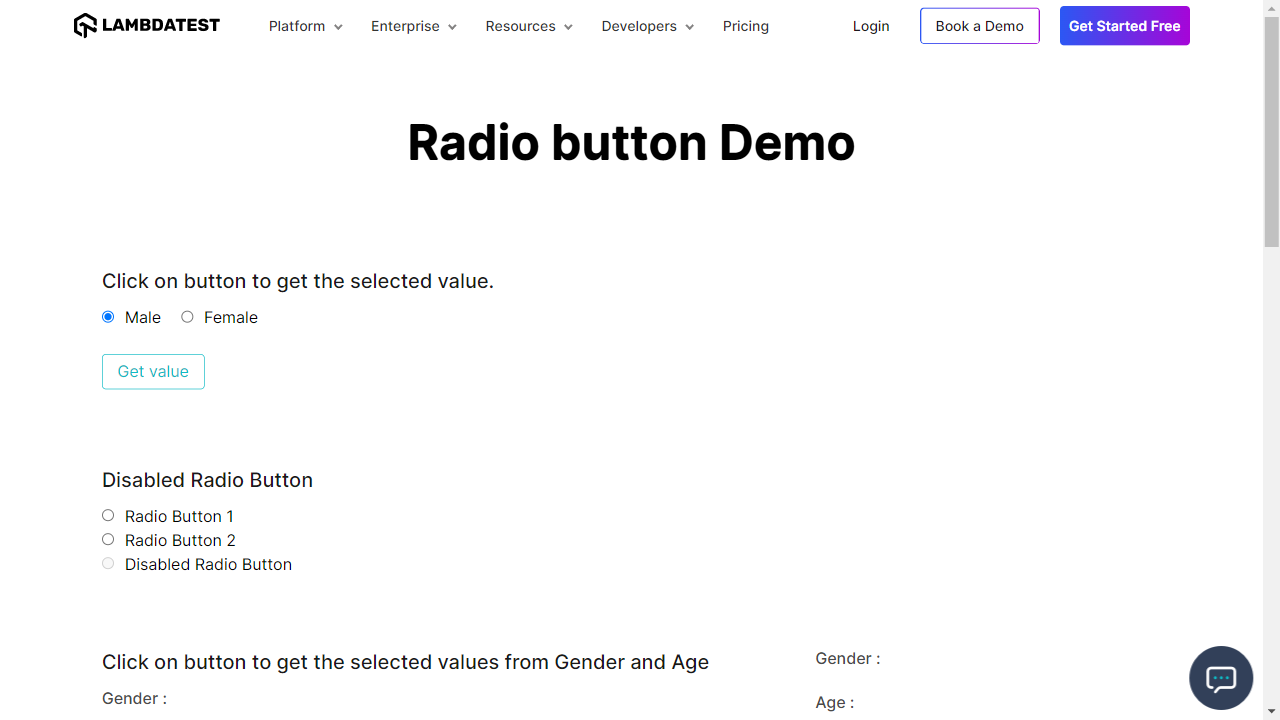 LAMBDATEST Platform Enterprise Resources Developers Pricing Login Book a Demo Get Started Free
Radio button Demo
Click on button to get the selected value.
Male Female
Get value
Disabled Radio Button
Radio Button 1
Radio Button 2
Disabled Radio Button
Click on button to get the selected values from Gender and Age
Gender :
Gender :
Age :